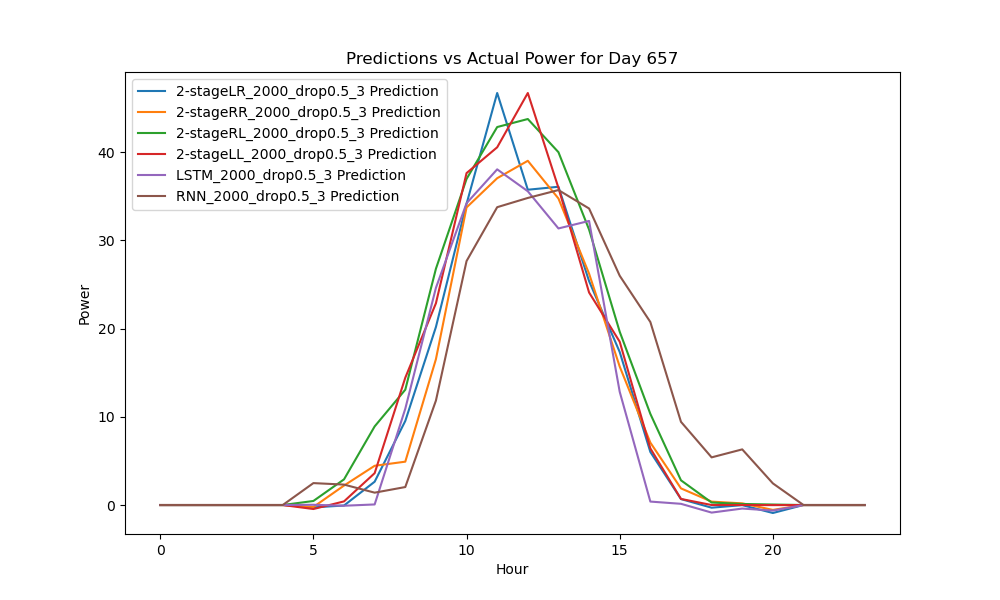 Predictions vs Actual Power for Day 657
2-stageLR_2000_drop0.5_3 Prediction
2-stageRR_2000_drop0.5_3 Prediction
2-stageRL_2000_drop0.5_3 Prediction
2-stageLL_2000_drop0.5_3 Prediction
LSTM_2000_drop0.5_3 Prediction
RNN_2000_drop0.5_3 Prediction
40
30
20
10
0
Power
0 5 10 15 20
Hour